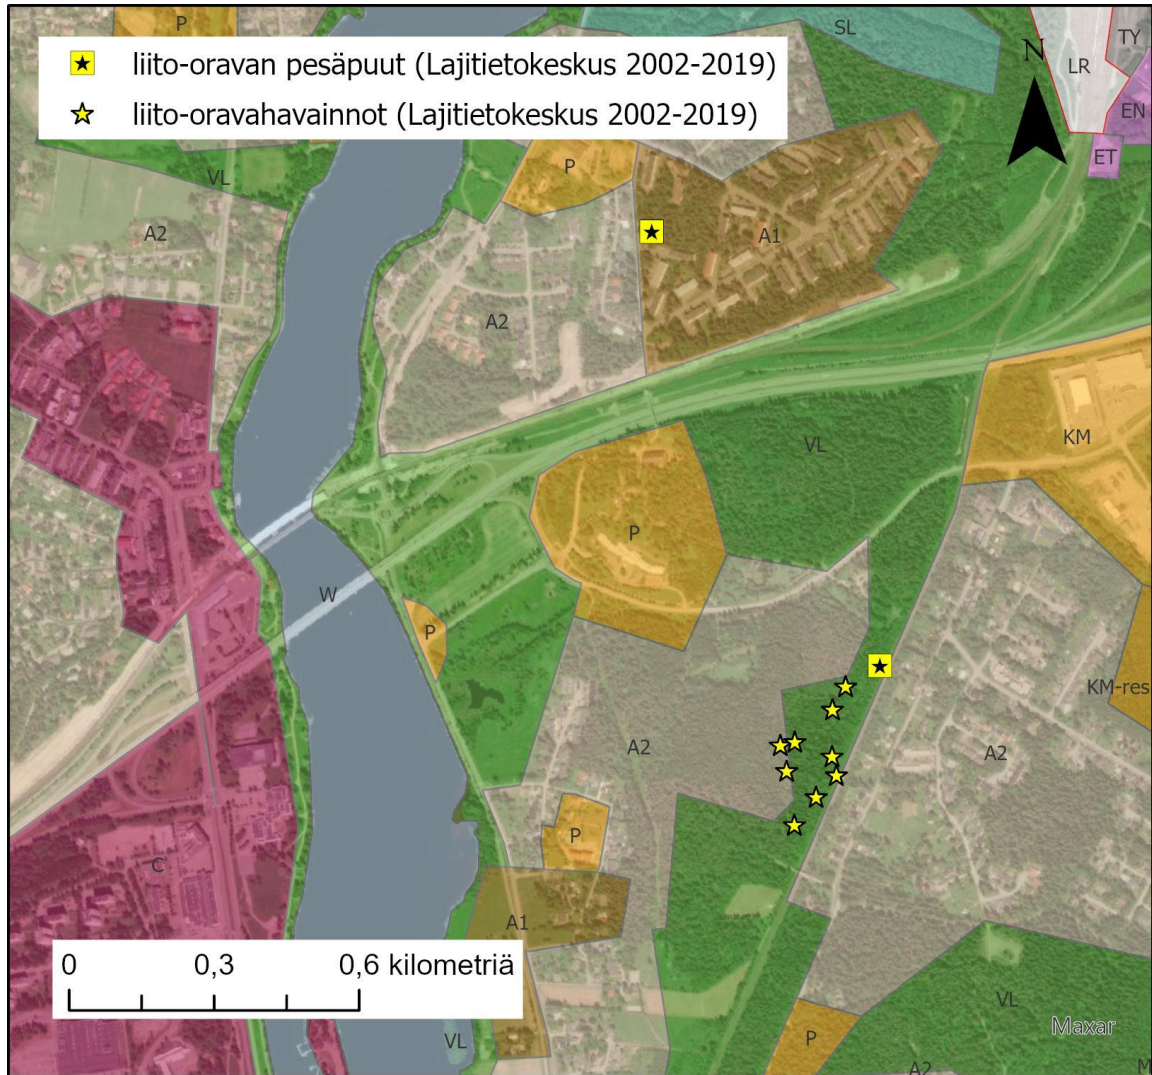 P
SL
liito-oravan pesäpuut (Lajitietokeskus 2002-2019)
liito-oravahavainnot (Lajitietokeskus 2002-2019)
N
LR
TY
EN
ET
P
VL
A2
A1
A2
KM
VL
P
W
P
KM-res
A2
A2
P
C
A1
0
0,3
0,6 kilometriä
VL
VL
Maxar
P
A2
M